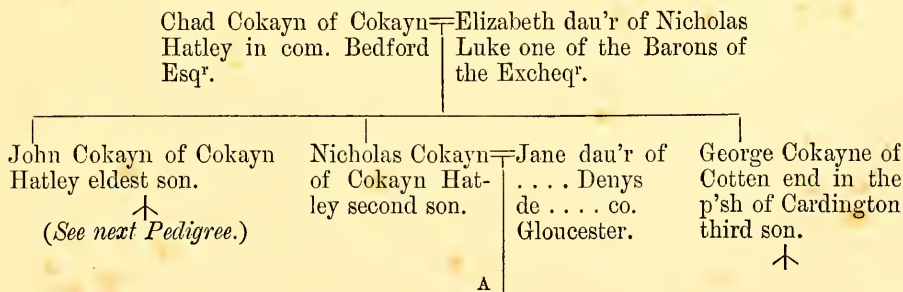 Chad Cokayn of Cokayn
Hatley in com. Bedford
Esqʳ.
Elizabeth dau'r of Nicholas
Luke one of the Barons of
the Excheqʳ.
John Cokayn of Cokayn
Hatley eldest son.
(See next Pedigree.)
Nicholas Cokayn
of Cokayn Hat-
ley second son.
Jane dau'r of
.... Denys
de .... co.
Gloucester.
George Cokayne of
Cotten end in the
p'sh of Cardington
third son.
A